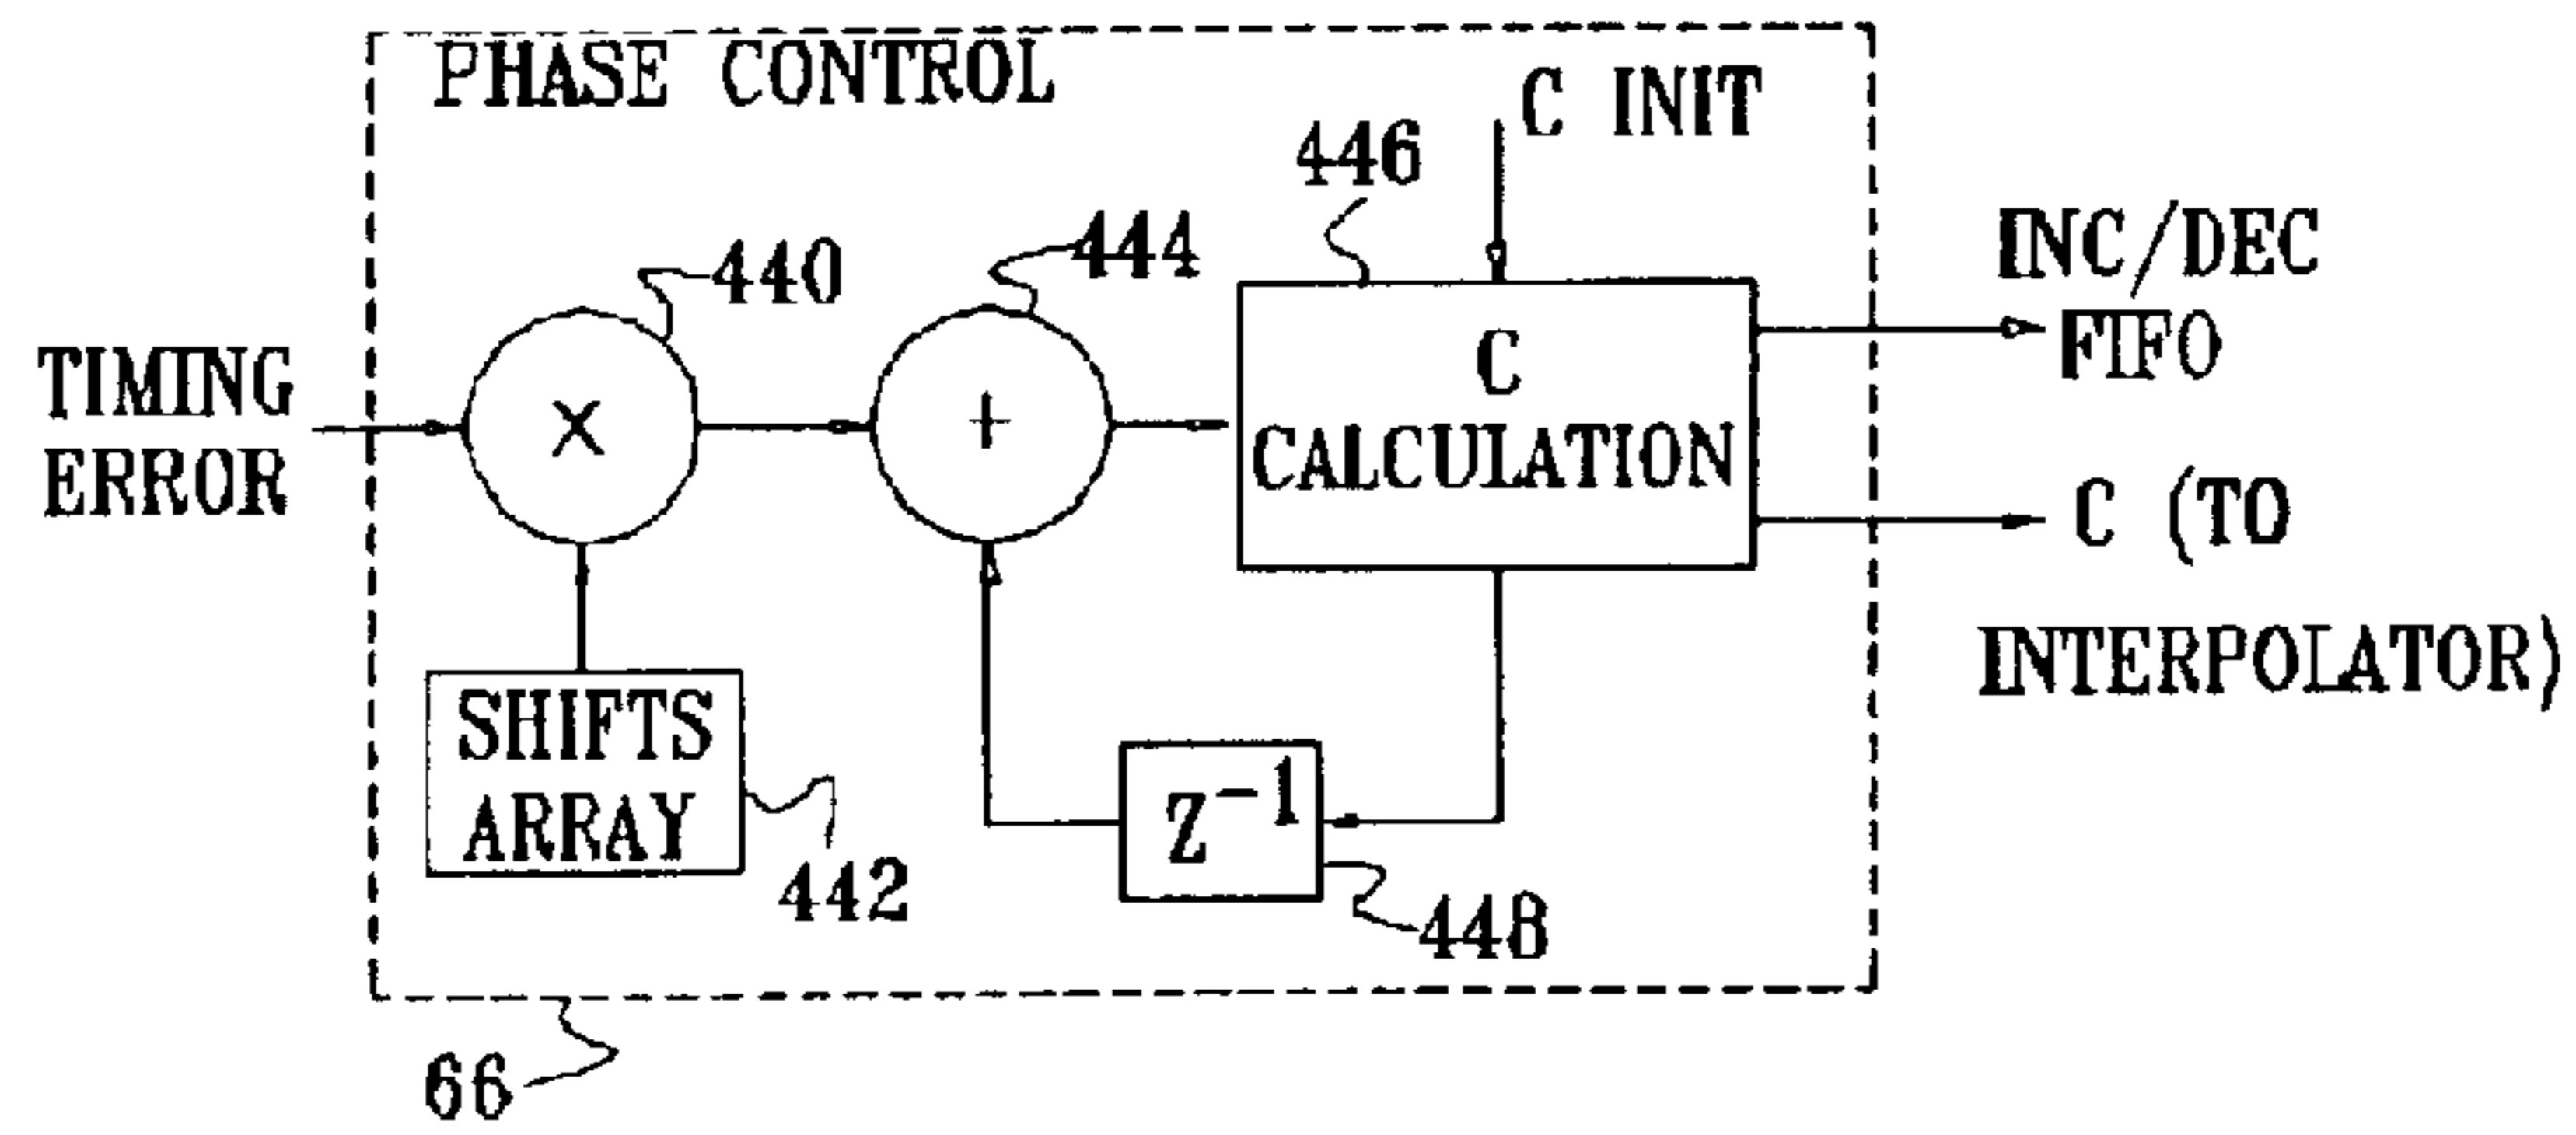 PHASE CONTROL
C INIT
446
444
440
INC/DEC
FIFO
TIMING
ERROR
×
+
C
CALCULATION
C (TO
INTERPOLATOR)
SHIFTS
ARRAY
442
Z⁻¹
448
66